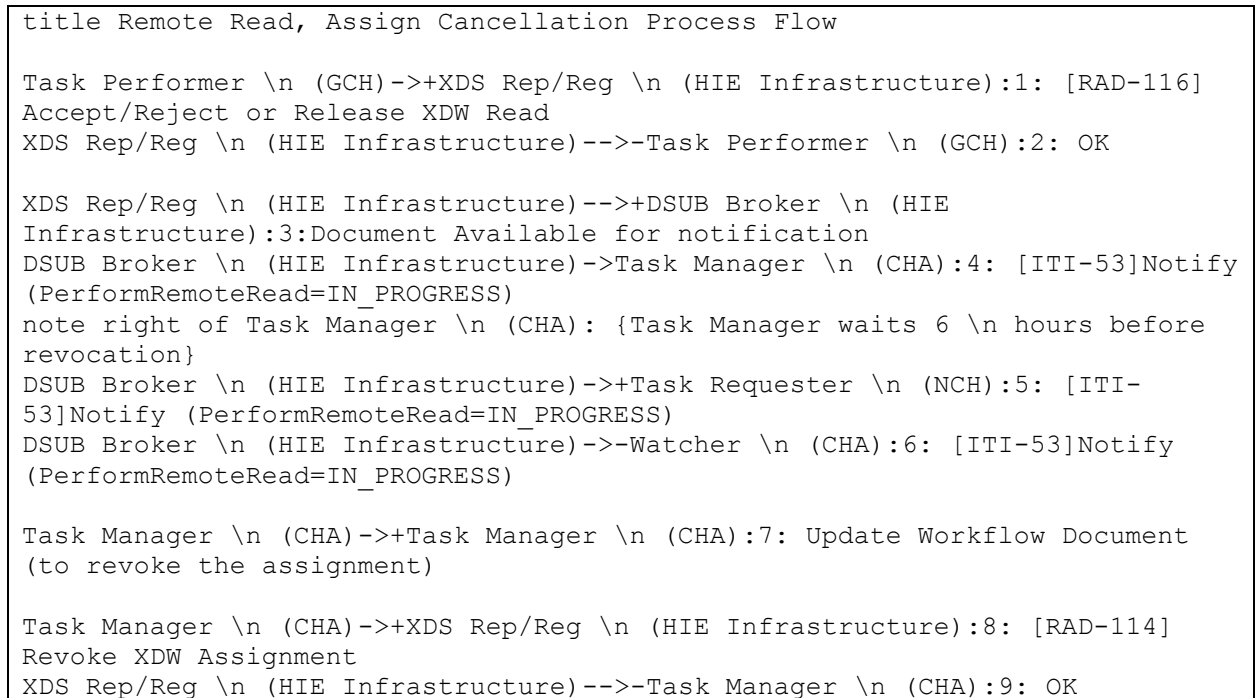 title Remote Read, Assign Cancellation Process Flow
Task Performer \n (GCH)->+XDS Rep/Reg \n (HIE Infrastructure):1: [RAD-116]
Accept/Reject or Release XDW Read
XDS Rep/Reg \n (HIE Infrastructure)-->-Task Performer \n (GCH):2: OK
XDS Rep/Reg \n (HIE Infrastructure)-->+DSUB Broker \n (HIE
Infrastructure):3:Document Available for notification
DSUB Broker \n (HIE Infrastructure)->Task Manager \n (CHA):4: [ITI-53]Notify
(PerformRemoteRead=IN_PROGRESS)
note right of Task Manager \n (CHA): {Task Manager waits 6 \n hours before
revocation}
DSUB Broker \n (HIE Infrastructure)->+Task Requester \n (NCH):5: [ITI-
53]Notify (PerformRemoteRead=IN_PROGRESS)
DSUB Broker \n (HIE Infrastructure)->-Watcher \n (CHA):6: [ITI-53]Notify
(PerformRemoteRead=IN_PROGRESS)
Task Manager \n (CHA)->+Task Manager \n (CHA):7: Update Workflow Document
(to revoke the assignment)
Task Manager \n (CHA)->+XDS Rep/Reg \n (HIE Infrastructure):8: [RAD-114]
Revoke XDW Assignment
XDS Rep/Reg \n (HIE Infrastructure)-->-Task Manager \n (CHA):9: OK